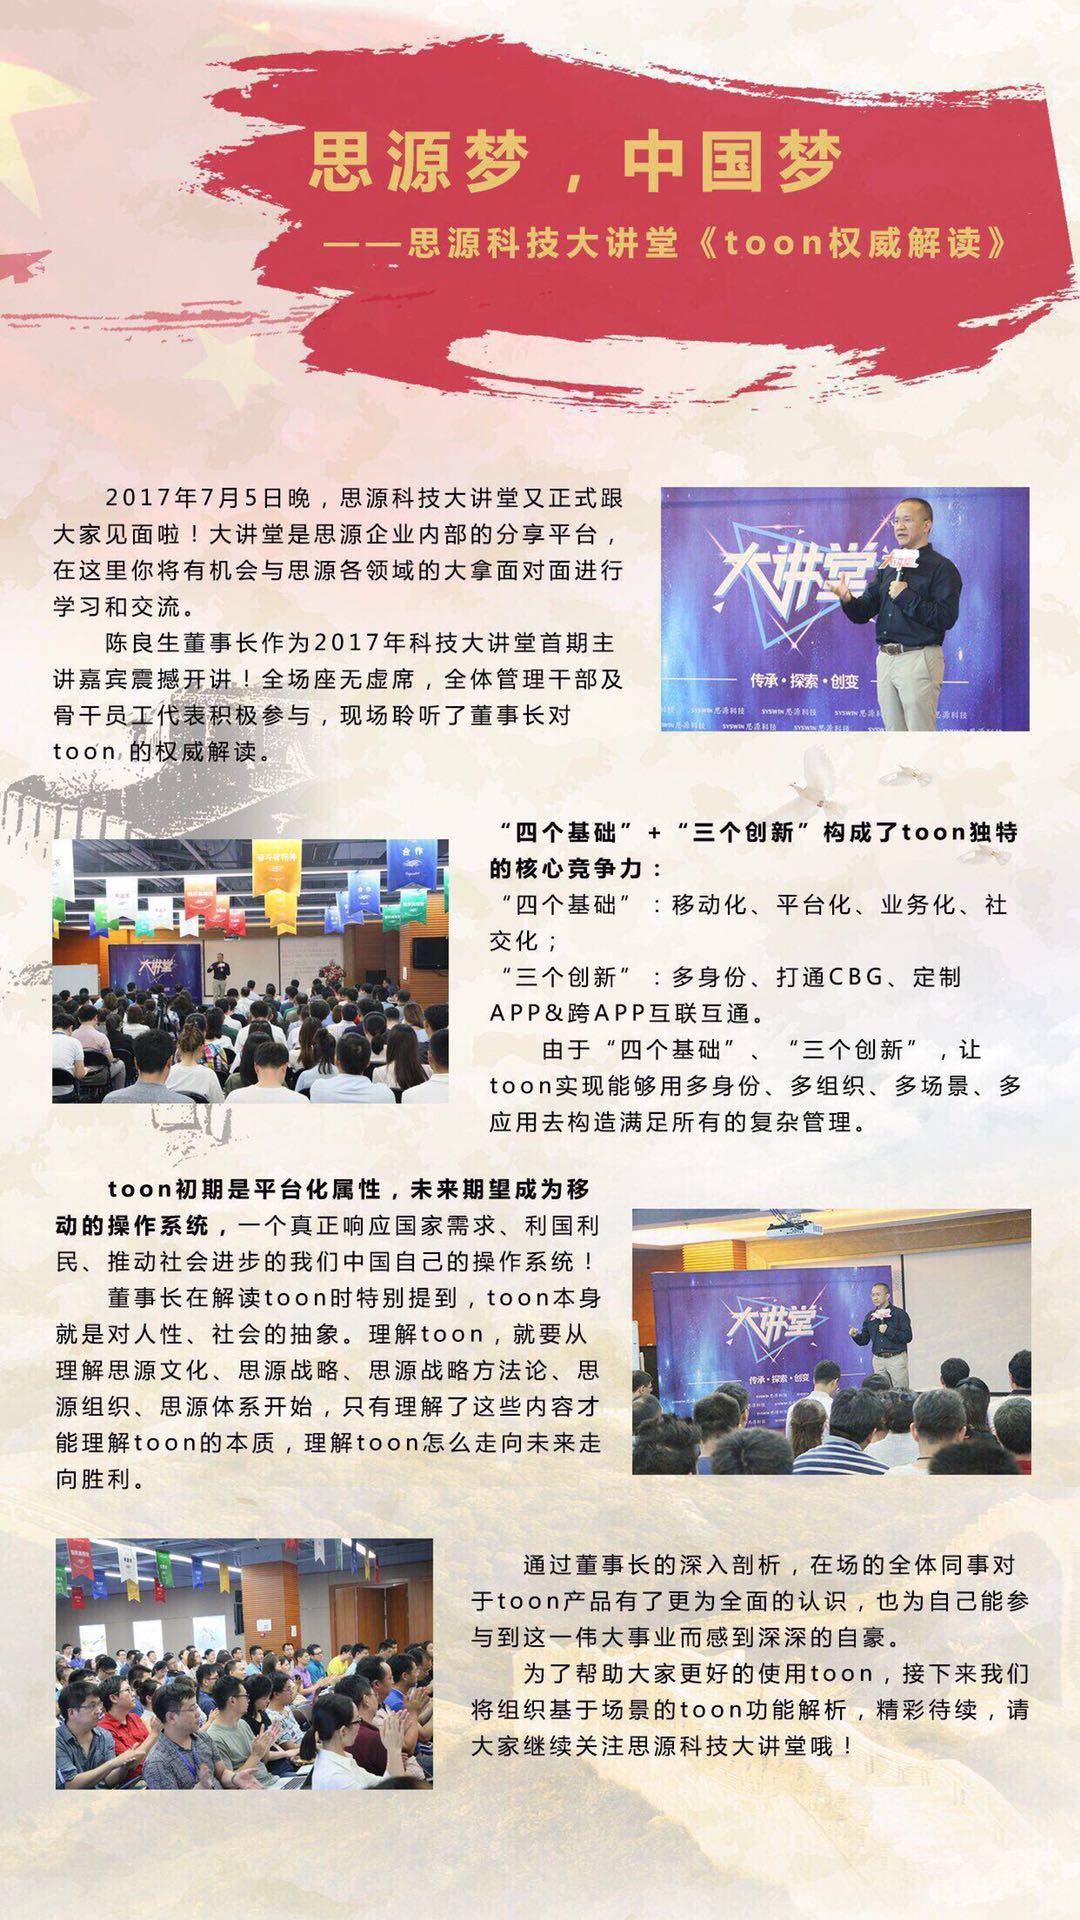 思源梦，中国梦
——思源科技大讲堂《toon权威解读》
2017年7月5日晚，思源科技大讲堂又正式跟
大家见面啦！大讲堂是思源企业内部的分享平台，
在这里你将有机会与思源各领域的大拿面对面进行
学习和交流。
陈良生董事长作为2017年科技大讲堂首期主
讲嘉宾震撼开讲！全场座无虚席，全体管理干部及
骨干员工代表积极参与，现场聆听了董事长对
toon 的权威解读。
大讲堂
传承·探索·创变
SYSWIN 思源科技
“四个基础”+“三个创新”构成了toon独特
的核心竞争力：
“四个基础”：移动化、平台化、业务化、社
交化；
“三个创新”：多身份、打通CBG、定制
APP&跨APP互联互通。
由于“四个基础”、“三个创新”，让
toon实现能够用多身份、多组织、多场景、多
应用去构造满足所有的复杂管理。
合作
合作
大讲堂
toon初期是平台化属性，未来期望成为移
动的操作系统，一个真正响应国家需求、利国利
民、推动社会进步的我们中国自己的操作系统！
董事长在解读toon时特别提到，toon本身
就是对人性、社会的抽象。理解toon，就要从
理解思源文化、思源战略、思源战略方法论、思
源组织、思源体系开始，只有理解了这些内容才
能理解toon的本质，理解toon怎么走向未来走
向胜利。
大讲堂
传承·探索·创变
通过董事长的深入剖析，在场的全体同事对
于toon产品有了更为全面的认识，也为自己能参
与到这一伟大事业而感到深深的自豪。
为了帮助大家更好的使用toon，接下来我们
将组织基于场景的toon功能解析，精彩待续，请
大家继续关注思源科技大讲堂哦！